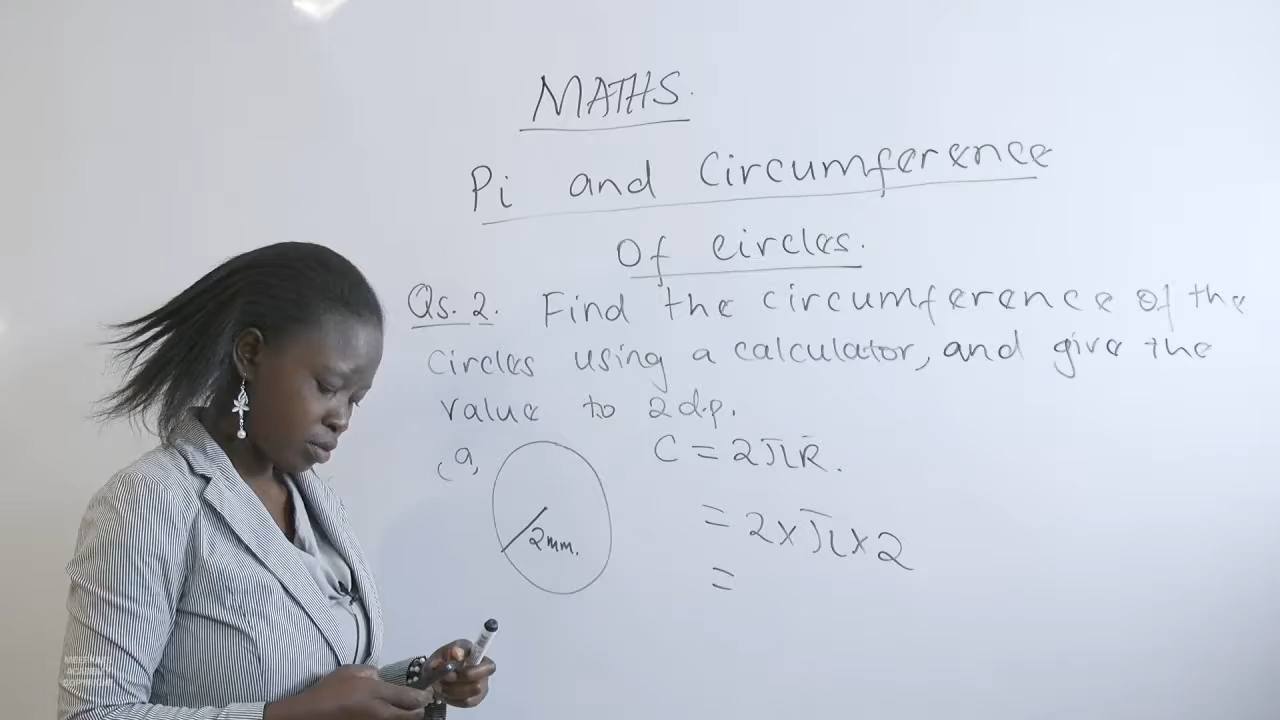 MATHS.
Pi and Circumference
Of circles.
Qs. 2. Find the circumference of the
circles using a calculator, and give the
value to 2 d.p.
(a) C = 2πR.
2mm.
= 2×π×2
=